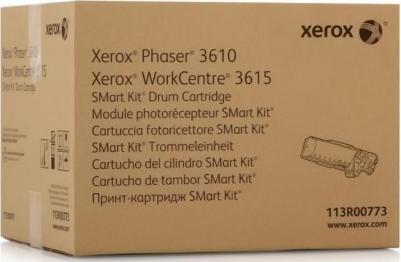 xerox
Xerox® Phaser® 3610
Xerox® WorkCentre® 3615
SMart Kit® Drum Cartridge
Module photorécepteur SMart Kit®
Cartuccia fotoricettore SMart Kit®
SMart Kit® Trommeleinheit
Cartucho del cilindro SMart Kit®
Cartucho de tambor SMart Kit®
Принт-картридж SMart Kit®
113R00773
www.xerox.com